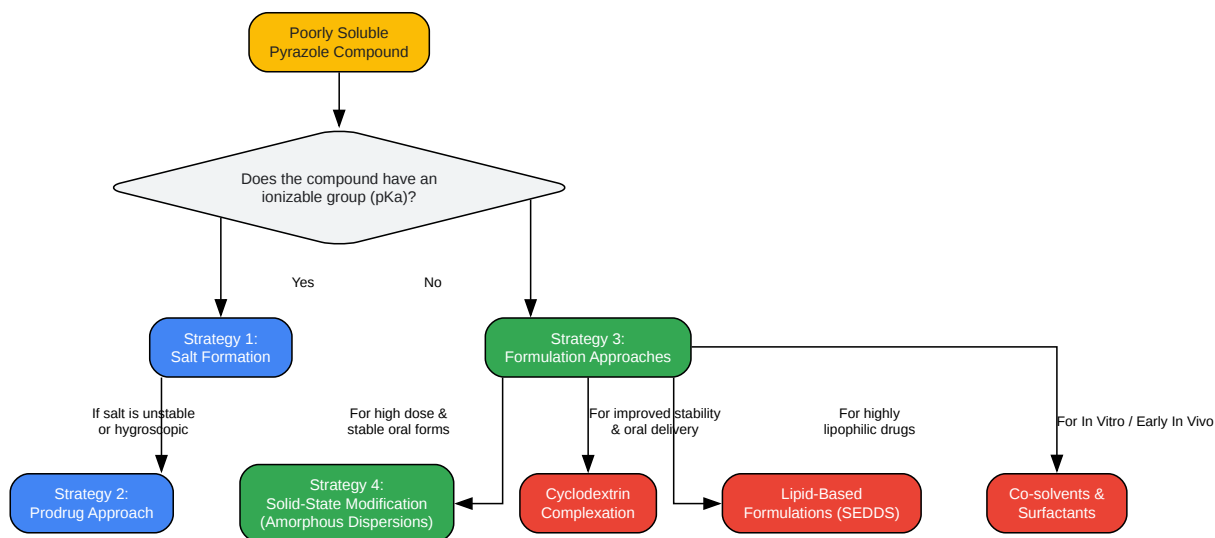 Poorly Soluble
Pyrazole Compound
Does the compound have an
ionizable group (pKa)?
Yes
No
Strategy 1:
Salt Formation
Strategy 3:
Formulation Approaches
If salt is unstable
or hygroscopic
For high dose &
stable oral forms
For improved stability
& oral delivery
For highly
lipophilic drugs
For In Vitro / Early In Vivo
Strategy 2:
Prodrug Approach
Strategy 4:
Solid-State Modification
(Amorphous Dispersions)
Cyclodextrin
Complexation
Lipid-Based
Formulations (SEDDS)
Co-solvents &
Surfactants